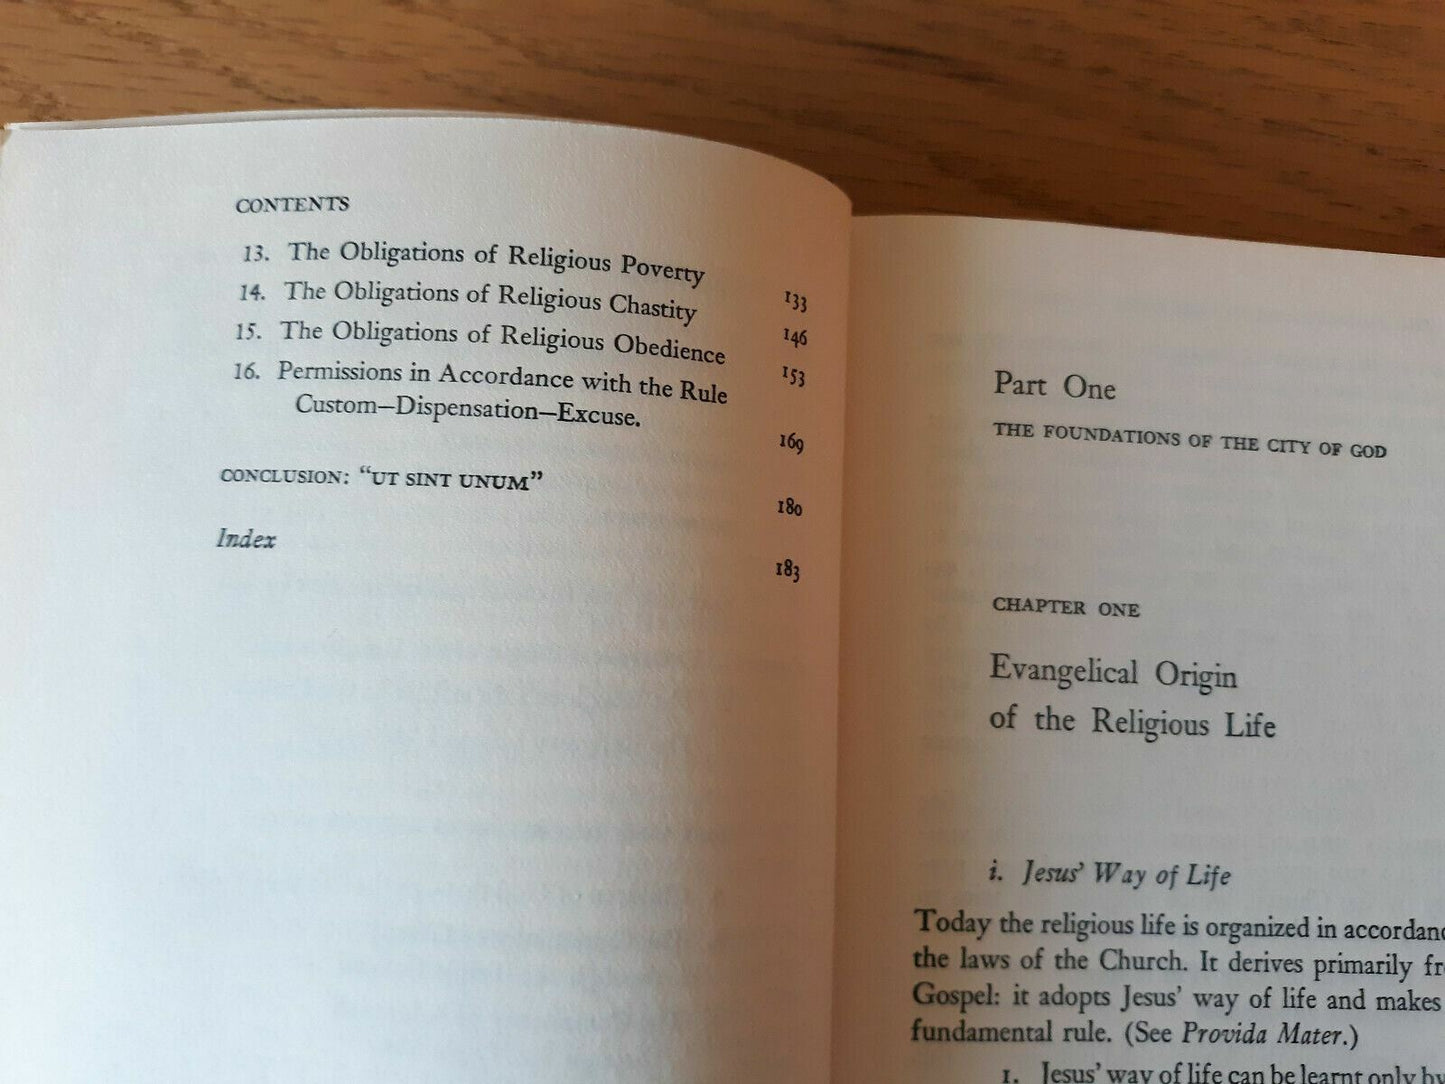 CONTENTS
13. The Obligations of Religious Poverty 133
14. The Obligations of Religious Chastity 146
15. The Obligations of Religious Obedience 153
16. Permissions in Accordance with the Rule
Custom—Dispensation—Excuse. 169
CONCLUSION: “UT SINT UNUM” 180
Index 183
Part One
THE FOUNDATIONS OF THE CITY OF GOD
CHAPTER ONE
Evangelical Origin
of the Religious Life
i. Jesus’ Way of Life
Today the religious life is organized in accordanc
the laws of the Church. It derives primarily fr
Gospel: it adopts Jesus’ way of life and makes
fundamental rule. (See Provida Mater.)
1. Jesus’ way of life can be learnt only by